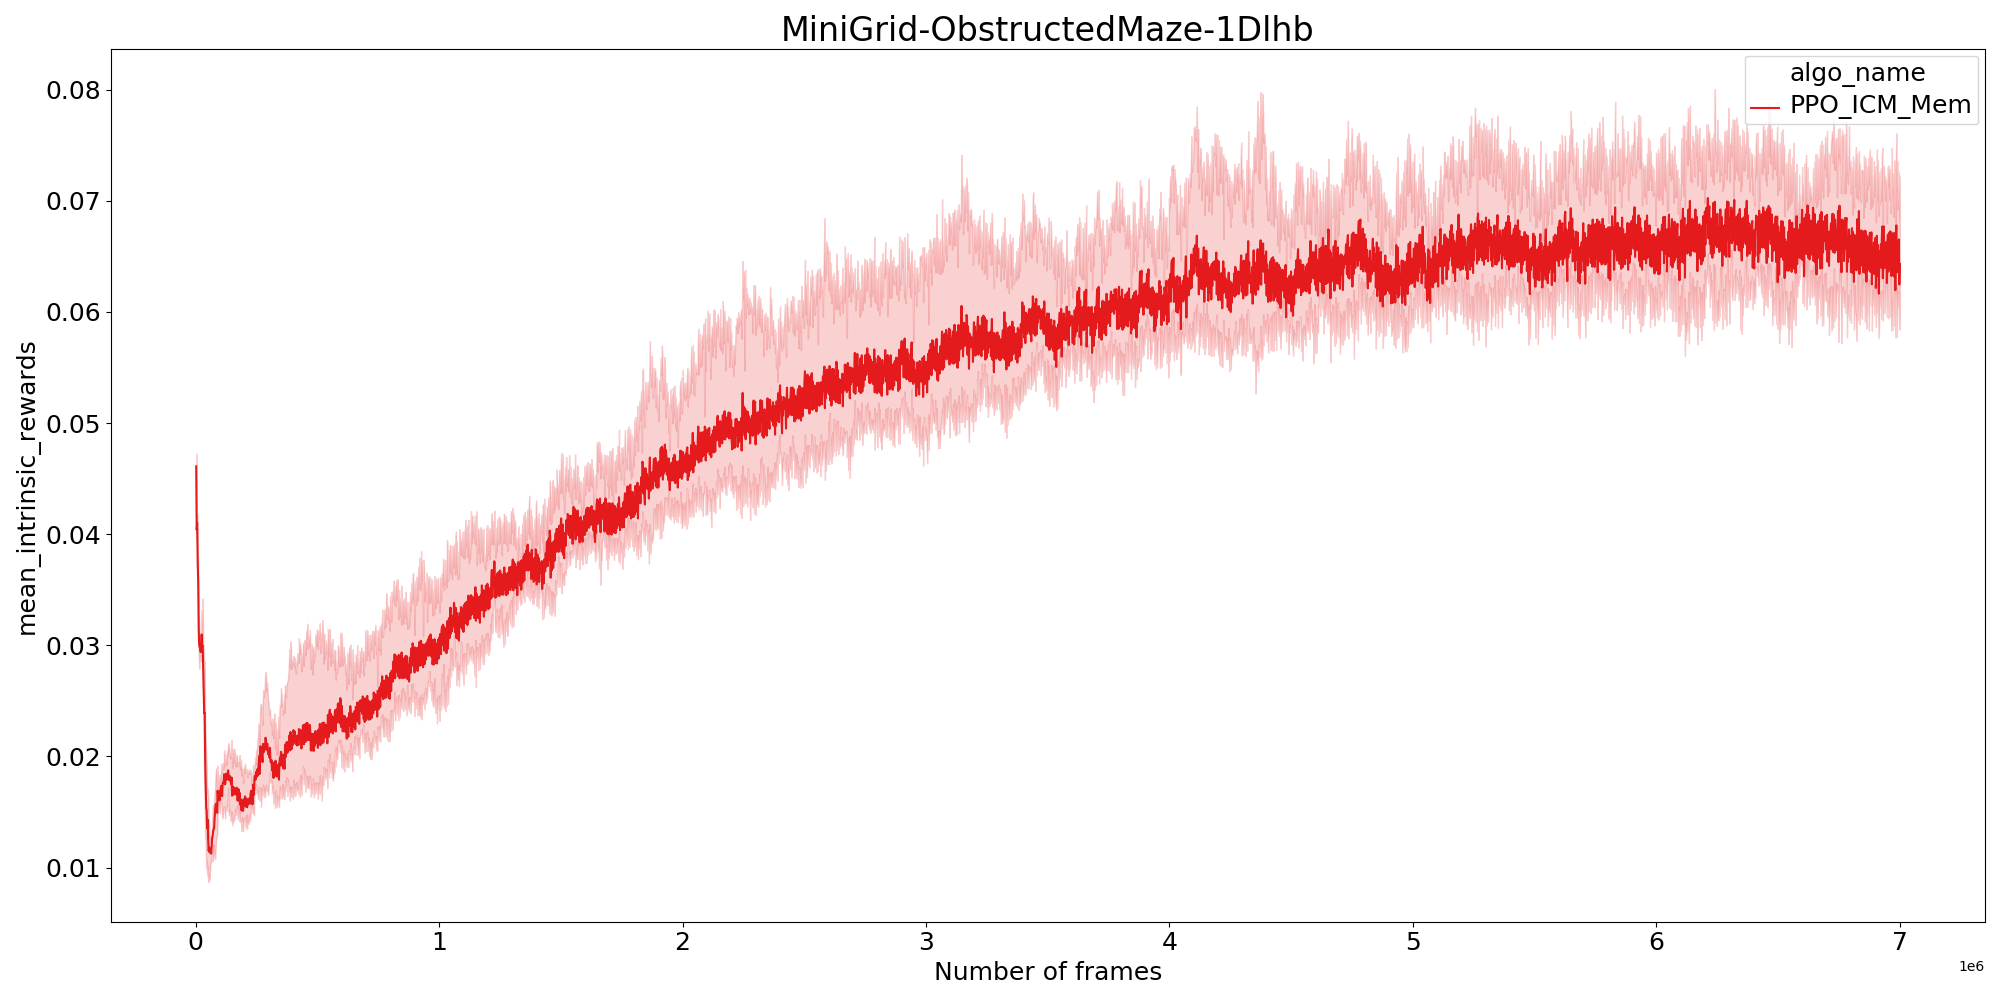 MiniGrid-ObstructedMaze-1Dlhb
algo_name
PPO_ICM_Mem
mean_intrinsic_rewards
0.08
0.07
0.06
0.05
0.04
0.03
0.02
0.01
0 1 2 3 4 5 6 7
Number of frames
1e6